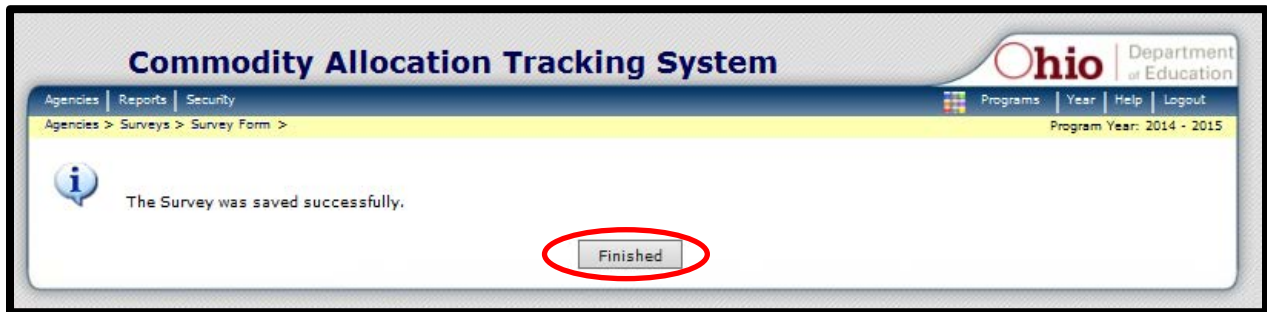 Commodity Allocation Tracking System
Ohio Department of Education
Agencies | Reports | Security Programs | Year | Help | Logout
Agencies > Surveys > Survey Form > Program Year: 2014 - 2015
i
The Survey was saved successfully.
Finished